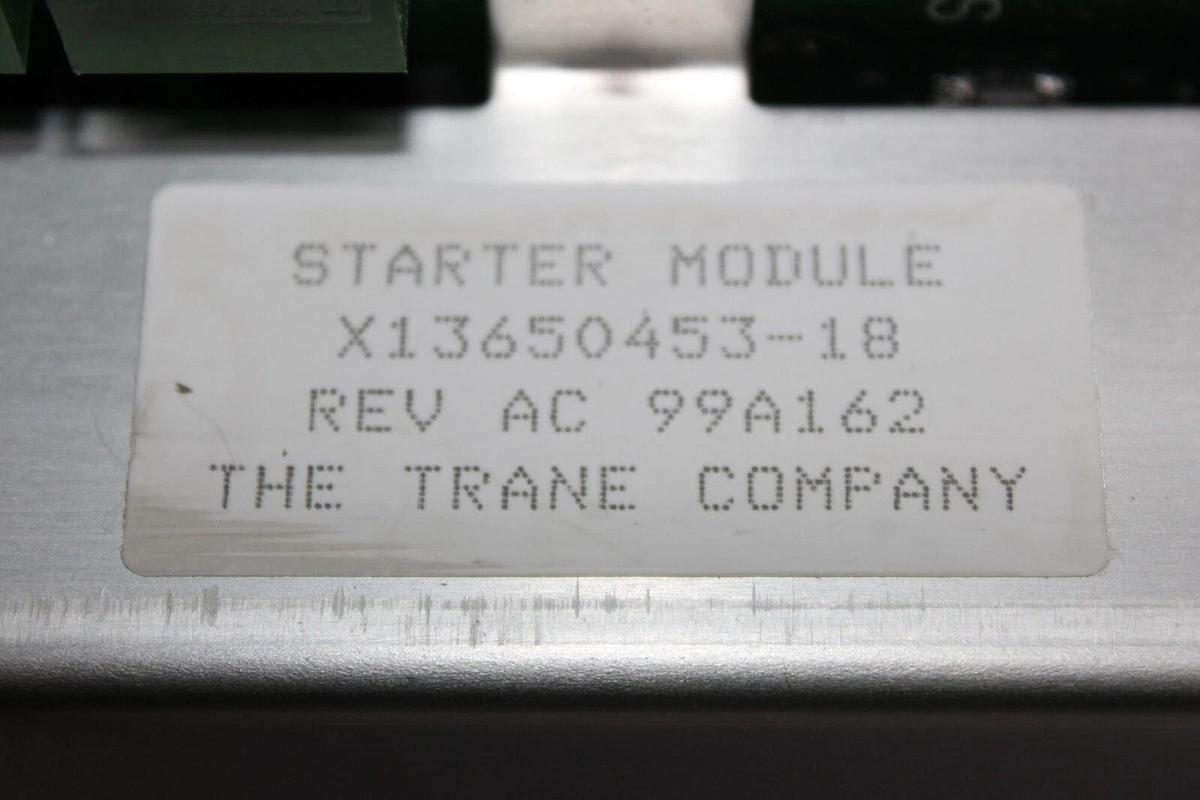 STARTER MODULE
X13650453-18
REV AC 99A162
THE TRANE COMPANY